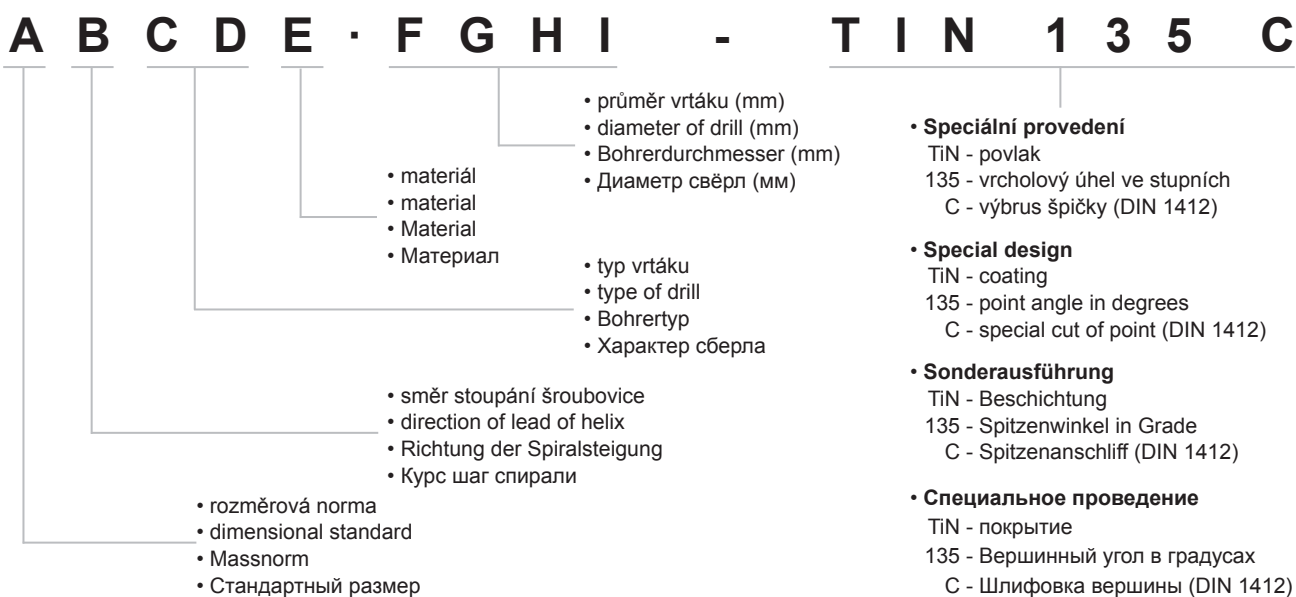 A B C D E · F G H I - T I N 1 3 5 C
• průměr vrtáku (mm)
• diameter of drill (mm)
• Bohrerdurchmesser (mm)
• Диаметр свёрл (мм)
• materiál
• material
• Material
• Материал
• typ vrtáku
• type of drill
• Bohrertyp
• Характер сберла
• směr stoupání šroubovice
• direction of lead of helix
• Richtung der Spiralsteigung
• Курс шаг спирали
• rozměrová norma
• dimensional standard
• Massnorm
• Стандартный размер
• Speciální provedení
TiN - povlak
135 - vrcholový úhel ve stupních
C - výbrus špičky (DIN 1412)
• Special design
TiN - coating
135 - point angle in degrees
C - special cut of point (DIN 1412)
• Sonderausführung
TiN - Beschichtung
135 - Spitzenwinkel in Grade
C - Spitzenanschliff (DIN 1412)
• Специальное проведение
TiN - покрытие
135 - Вершинный угол в градусах
C - Шлифовка вершины (DIN 1412)